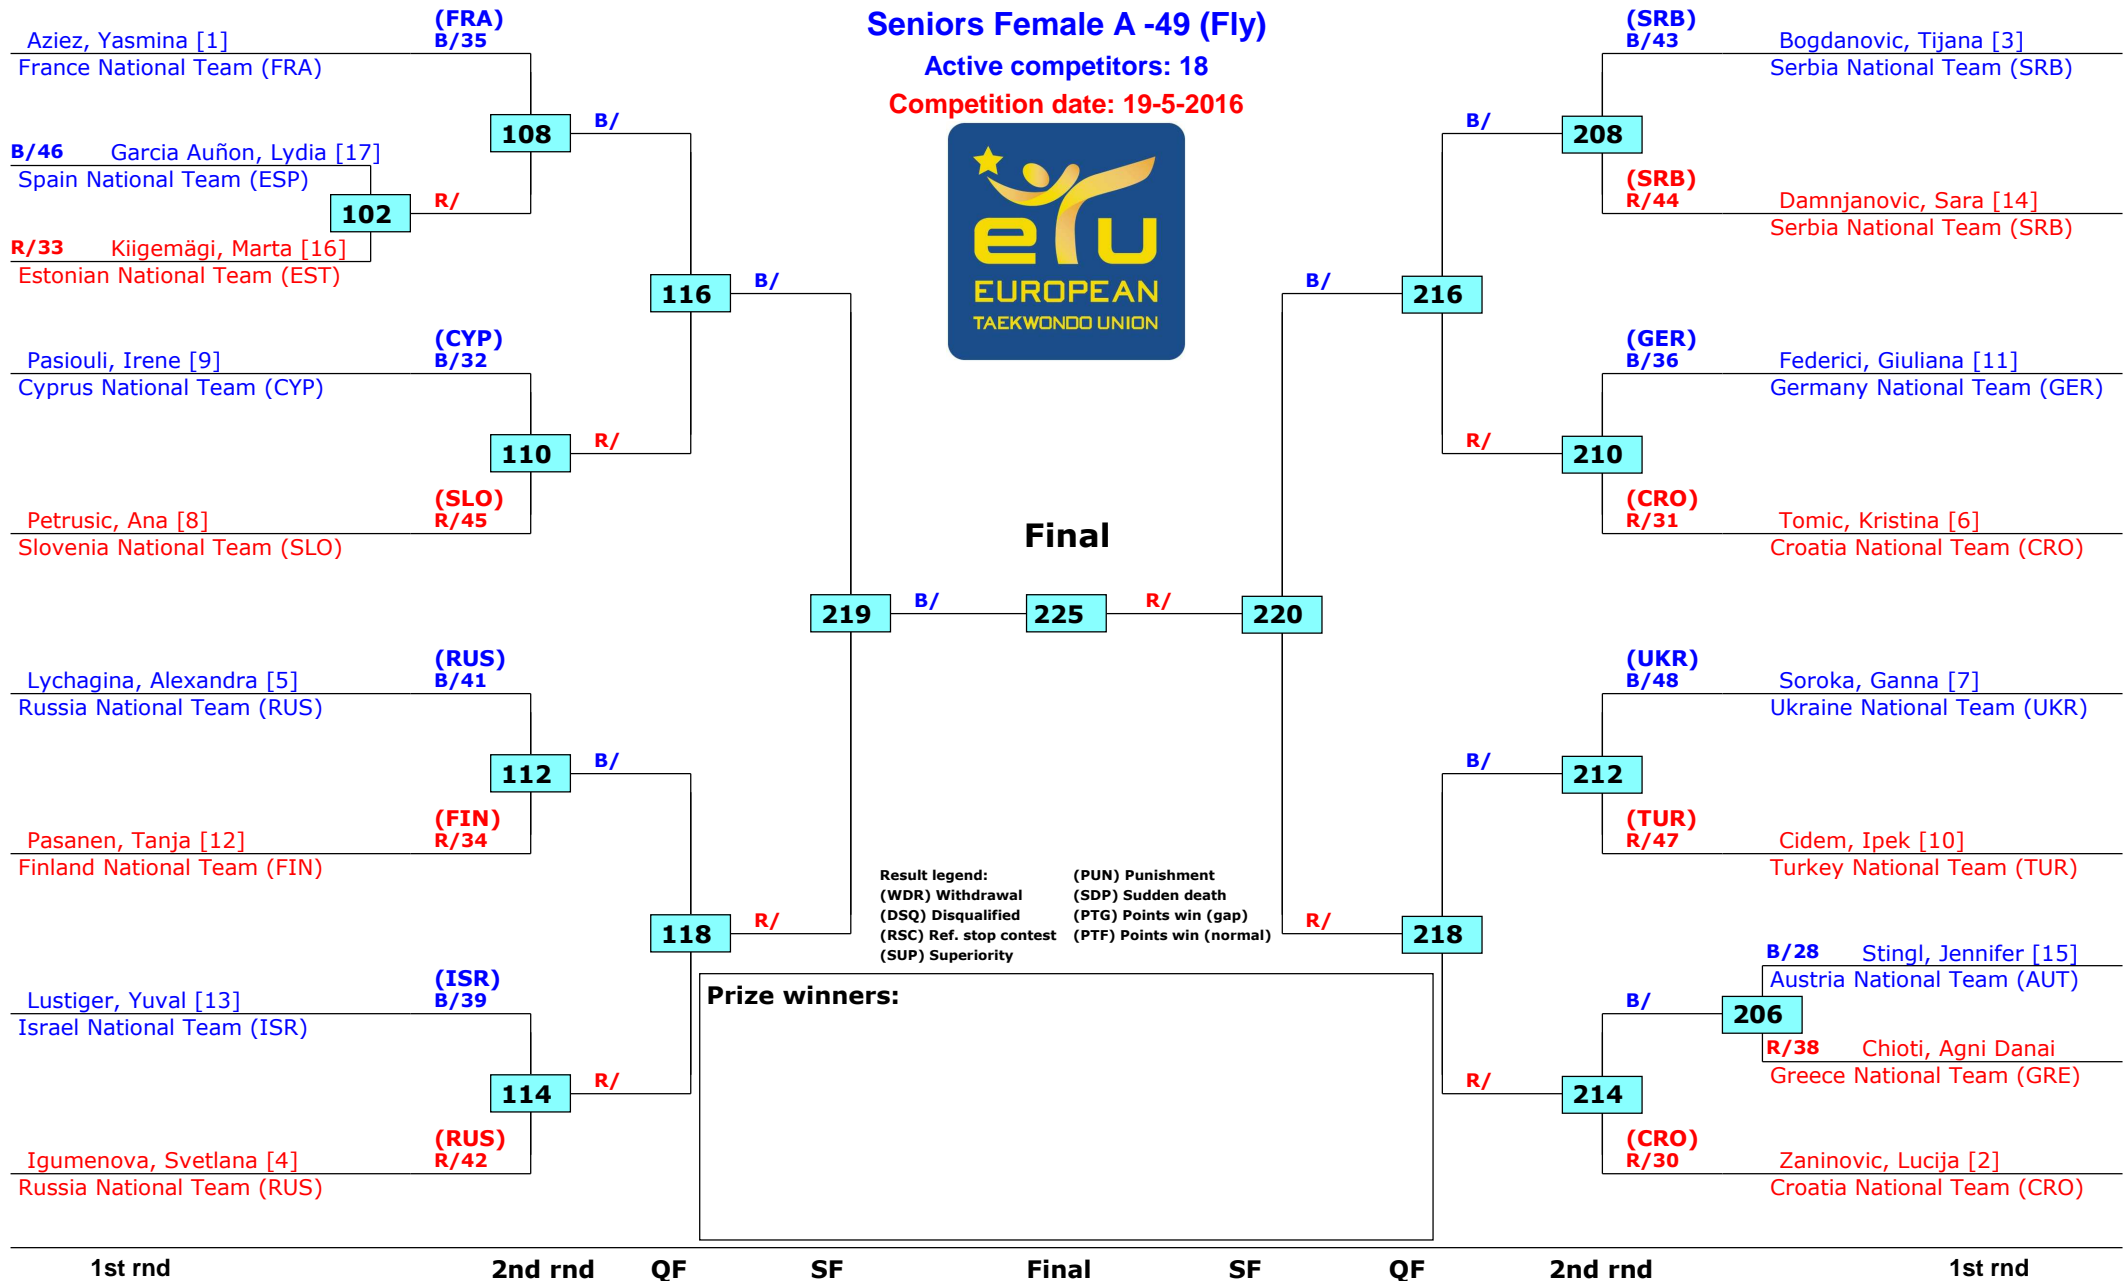 Seniors Female A -49 (Fly)
Active competitors: 18
Competition date: 19-5-2016
eTU
EUROPEAN
TAEKWONDO UNION
(FRA)
Aziez, Yasmina [1] B/35
France National Team (FRA)
108
B/
B/46 Garcia Auñon, Lydia [17]
Spain National Team (ESP)
102
R/
R/33 Kiigemägi, Marta [16]
Estonian National Team (EST)
116
B/
(CYP)
Pasiouli, Irene [9] B/32
Cyprus National Team (CYP)
110
R/
(SLO)
Petrusic, Ana [8] R/45
Slovenia National Team (SLO)
219
B/
(RUS)
Lychagina, Alexandra [5] B/41
Russia National Team (RUS)
112
B/
(FIN)
Pasanen, Tanja [12] R/34
Finland National Team (FIN)
118
R/
(ISR)
Lustiger, Yuval [13] B/39
Israel National Team (ISR)
114
R/
(RUS)
Igumenova, Svetlana [4] R/42
Russia National Team (RUS)
Final
225
(SRB)
B/43 Bogdanovic, Tijana [3]
Serbia National Team (SRB)
B/
208
(SRB)
R/44 Damnjanovic, Sara [14]
Serbia National Team (SRB)
B/
216
(GER)
B/36 Federici, Giuliana [11]
Germany National Team (GER)
R/
210
(CRO)
R/31 Tomic, Kristina [6]
Croatia National Team (CRO)
R/
220
(UKR)
B/48 Soroka, Ganna [7]
Ukraine National Team (UKR)
B/
212
(TUR)
R/47 Cidem, Ipek [10]
Turkey National Team (TUR)
R/
218
B/28 Stingl, Jennifer [15]
Austria National Team (AUT)
B/
206
R/38 Chioti, Agni Danai
Greece National Team (GRE)
R/
214
(CRO)
R/30 Zaninovic, Lucija [2]
Croatia National Team (CRO)
Result legend: (PUN) Punishment
(WDR) Withdrawal (SDP) Sudden death
(DSQ) Disqualified (PTG) Points win (gap)
(RSC) Ref. stop contest (PTF) Points win (normal)
(SUP) Superiority
Prize winners:
1st rnd 2nd rnd QF SF Final SF QF 2nd rnd 1st rnd